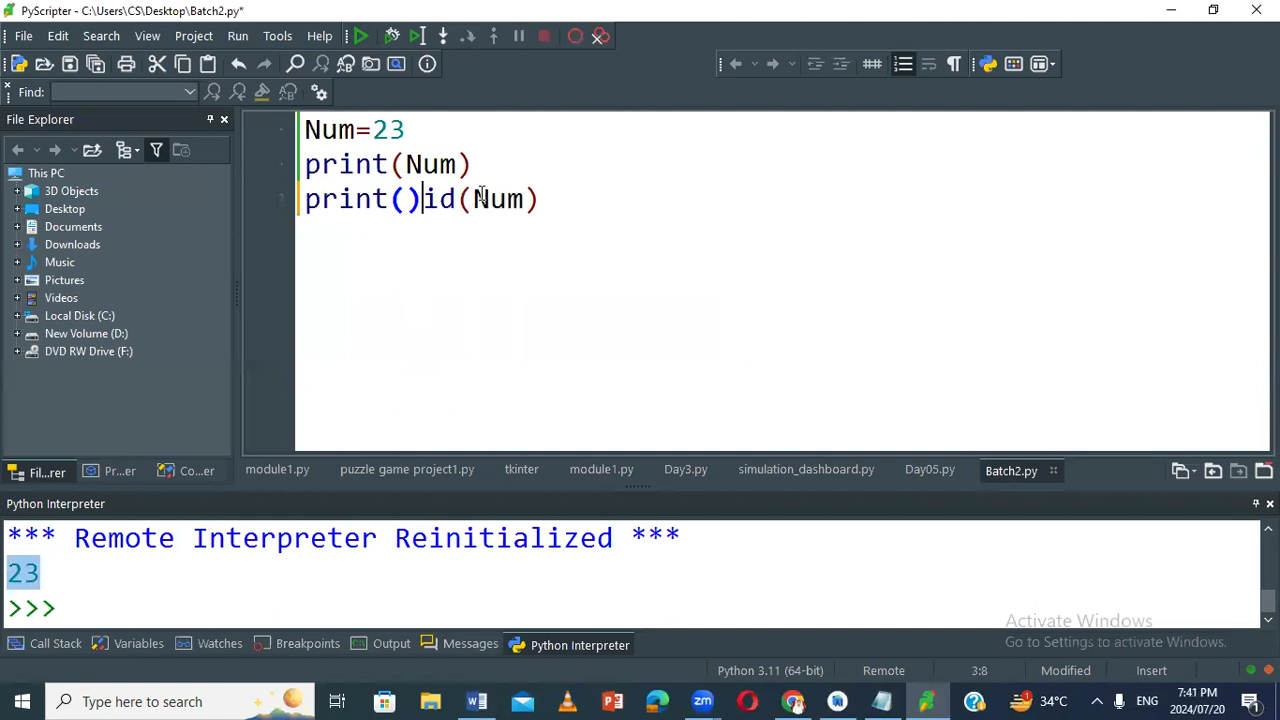 PyScripter - C:\Users\CS\Desktop\Batch2.py*
File Edit Search View Project Run Tools Help
Find:
File Explorer
This PC
3D Objects
Desktop
Documents
Downloads
Music
Pictures
Videos
Local Disk (C:)
New Volume (D:)
DVD RW Drive (F:)
Num=23
print(Num)
print()id(Num)
Fil...rer Pr...er Co...er
module1.py puzzle game project1.py tkinter module1.py Day3.py simulation_dashboard.py Day05.py Batch2.py
Python Interpreter
*** Remote Interpreter Reinitialized ***
23
>>>
Activate Windows
Go to Settings to activate Windows.
Call Stack Variables Watches Breakpoints Output Messages Python Interpreter
Python 3.11 (64-bit) Remote 3:8 Modified Insert
Type here to search
34°C ENG 7:41 PM
2024/07/20